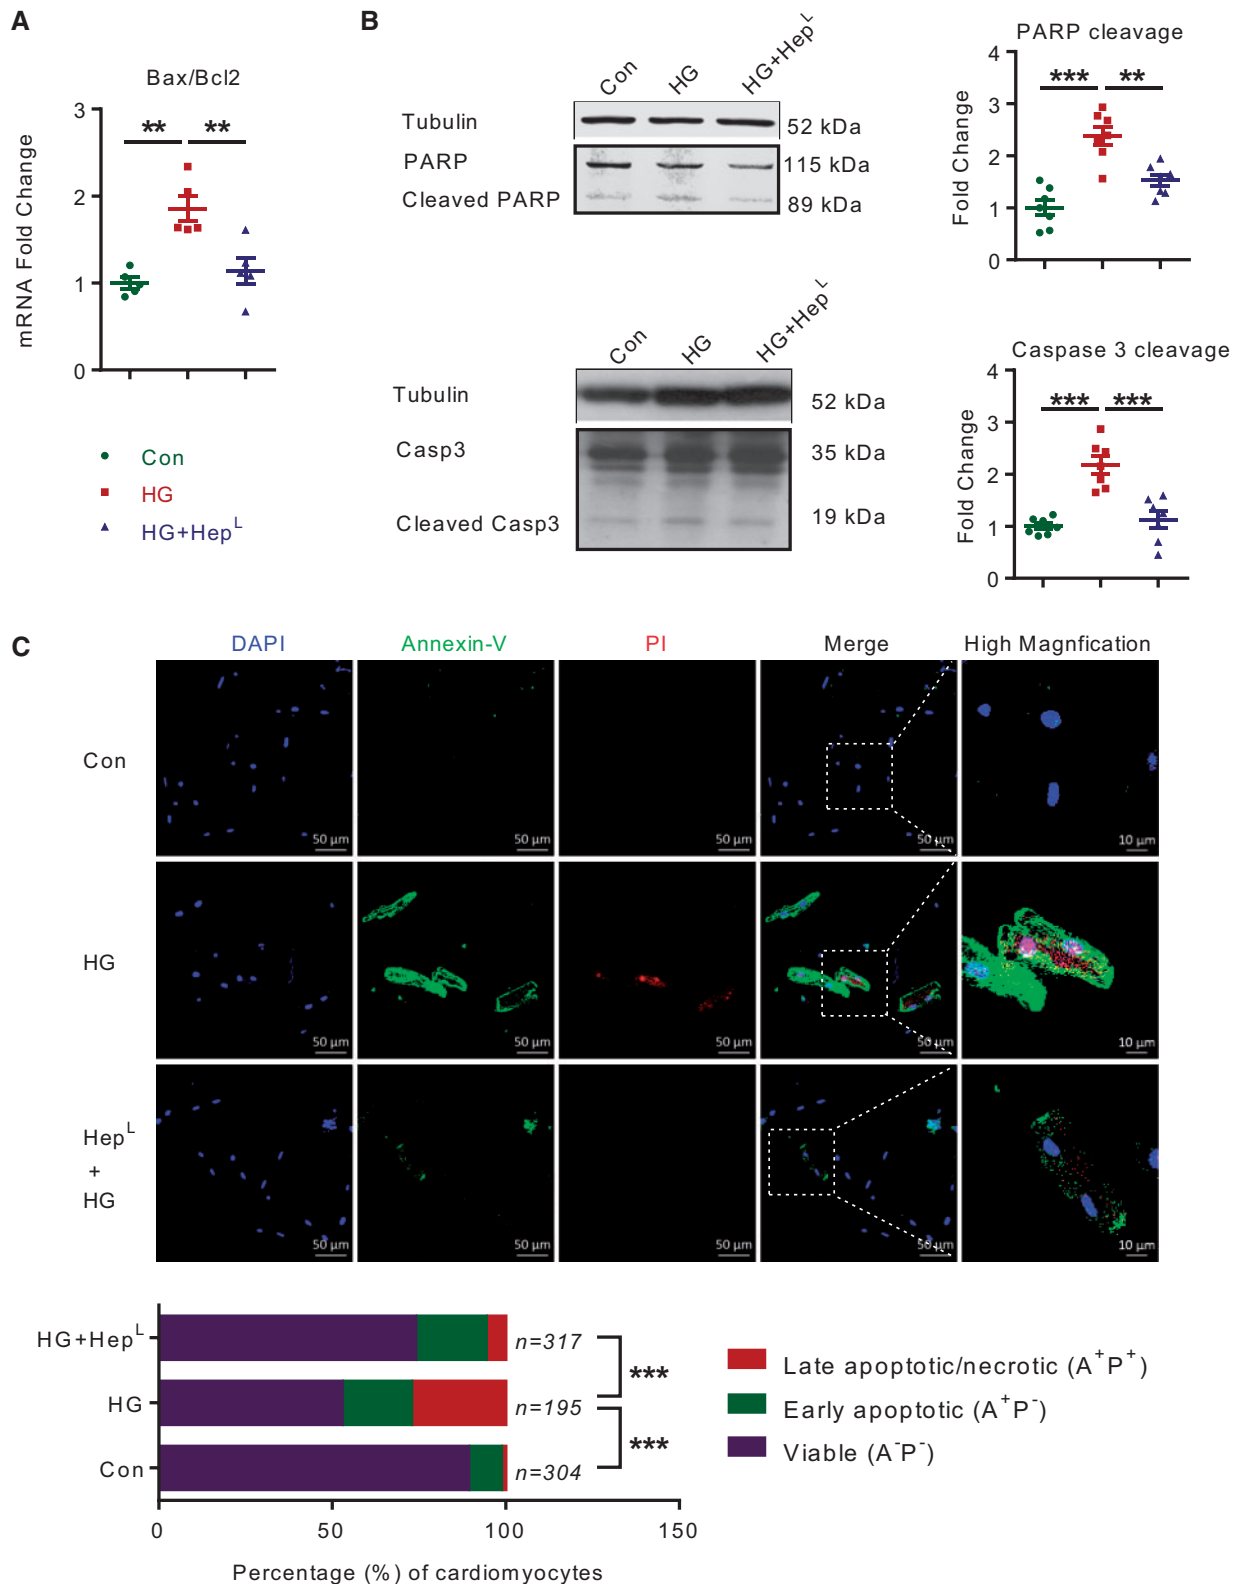 A
Bax/Bcl2
mRNA Fold Change
3
2
1
0
** **
Con
HG
HG+Hep^L
B
Con HG HG+Hep^L
Tubulin 52 kDa
PARP 115 kDa
Cleaved PARP 89 kDa
PARP cleavage
Fold Change
4
3
2
1
0
*** **
Con HG HG+Hep^L
Tubulin 52 kDa
Casp3 35 kDa
Cleaved Casp3 19 kDa
Caspase 3 cleavage
Fold Change
4
3
2
1
0
*** ***
C
DAPI Annexin-V PI Merge High Magnfication
Con
50 µm 50 µm 50 µm 50 µm 10 µm
HG
50 µm 50 µm 50 µm 50 µm 10 µm
Hep^L
+
HG
50 µm 50 µm 50 µm 50 µm 10 µm
HG+Hep^L n=317
***
HG n=195
***
Con n=304
0 50 100 150
Percentage (%) of cardiomyocytes
Late apoptotic/necrotic (A^+P^+)
Early apoptotic (A^+P^-)
Viable (A^-P^-)